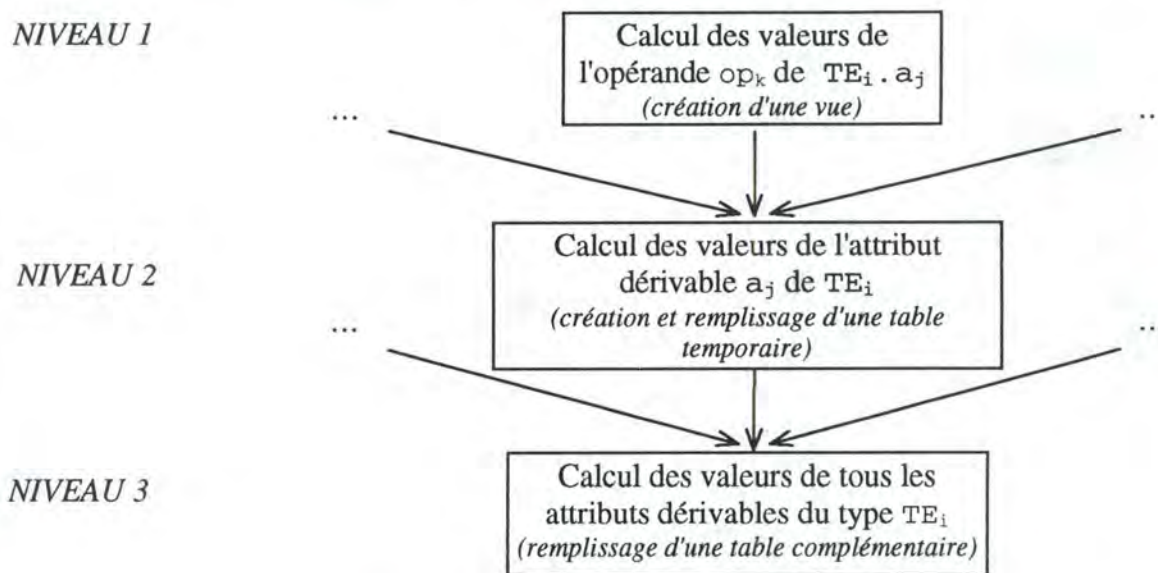 NIVEAU 1
Calcul des valeurs de
l'opérande opₖ de TEᵢ.aⱼ
(création d'une vue)
...
..
NIVEAU 2
Calcul des valeurs de l'attribut
dérivable aⱼ de TEᵢ
(création et remplissage d'une table
temporaire)
...
..
NIVEAU 3
Calcul des valeurs de tous les
attributs dérivables du type TEᵢ
(remplissage d'une table complémentaire)